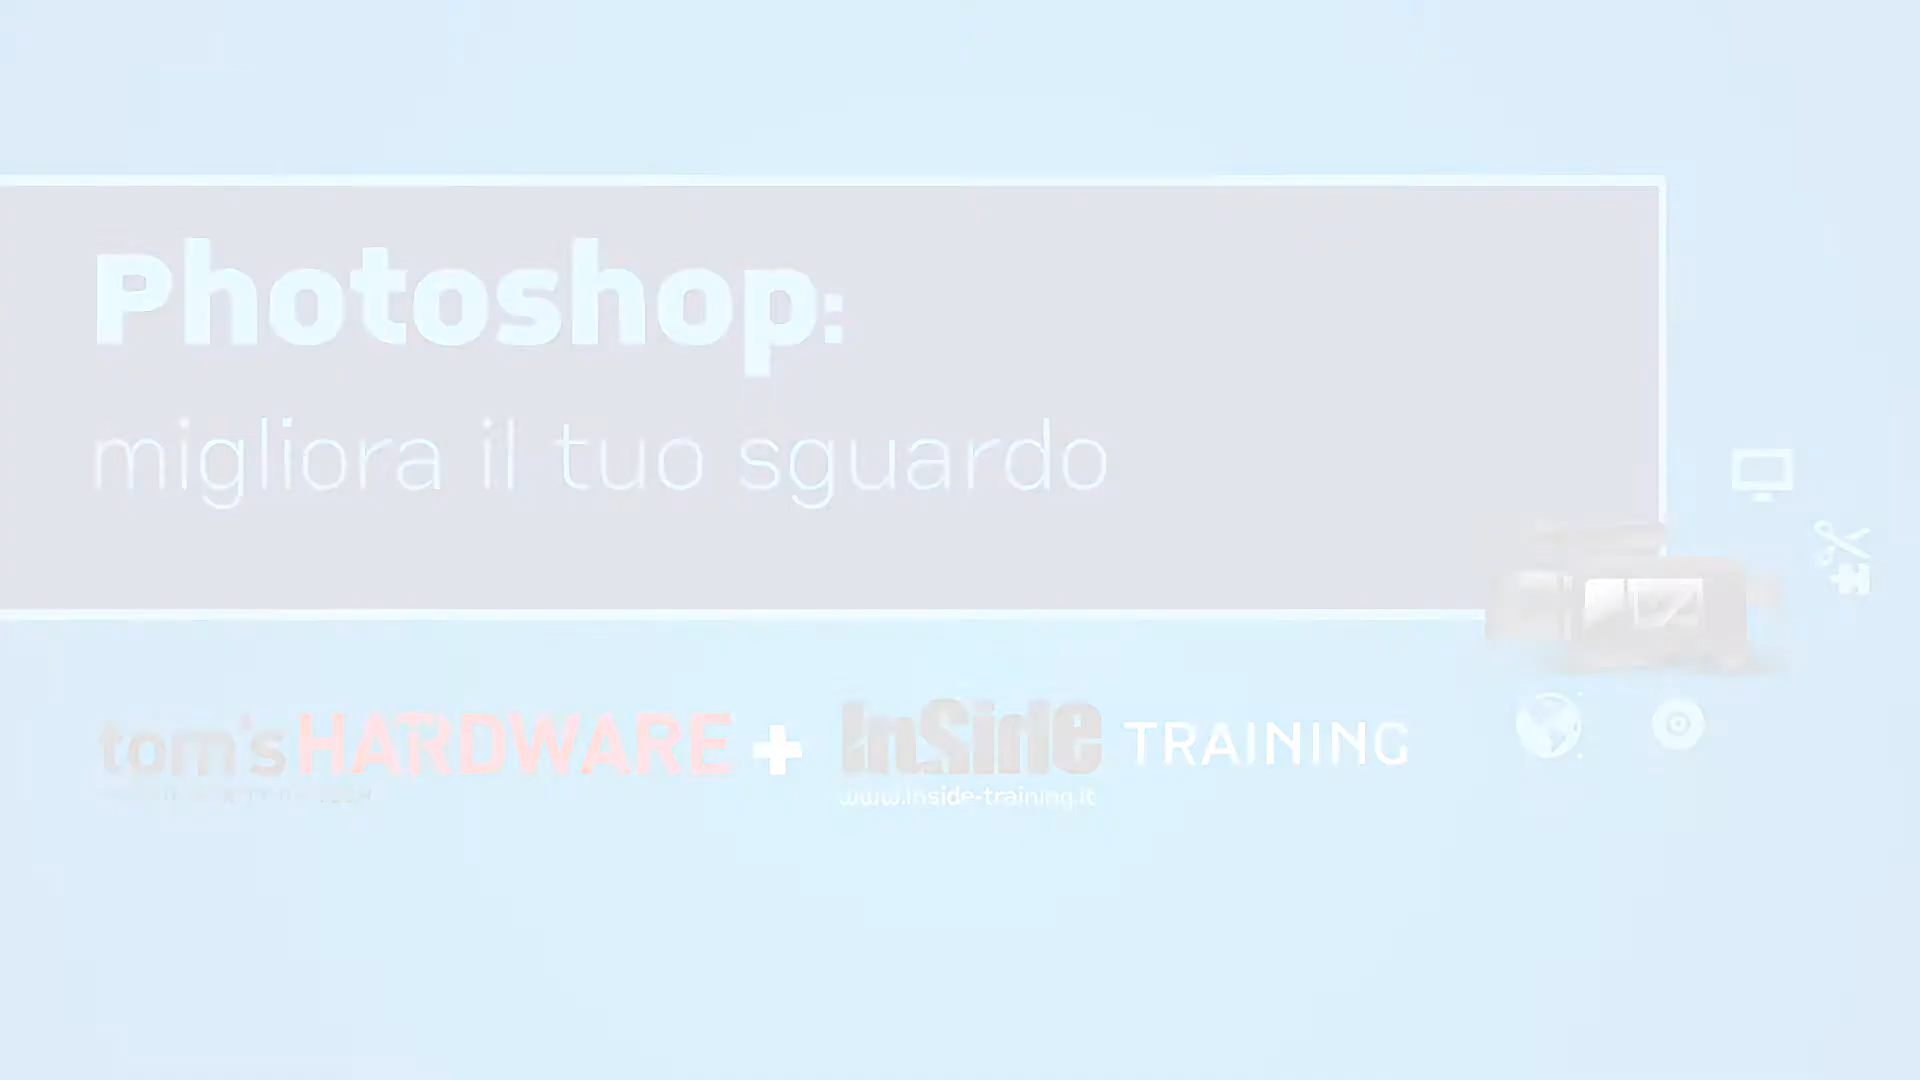 Photoshop:
migliora il tuo sguardo
tom's HARDWARE + InSide TRAINING
www.inside-training.it